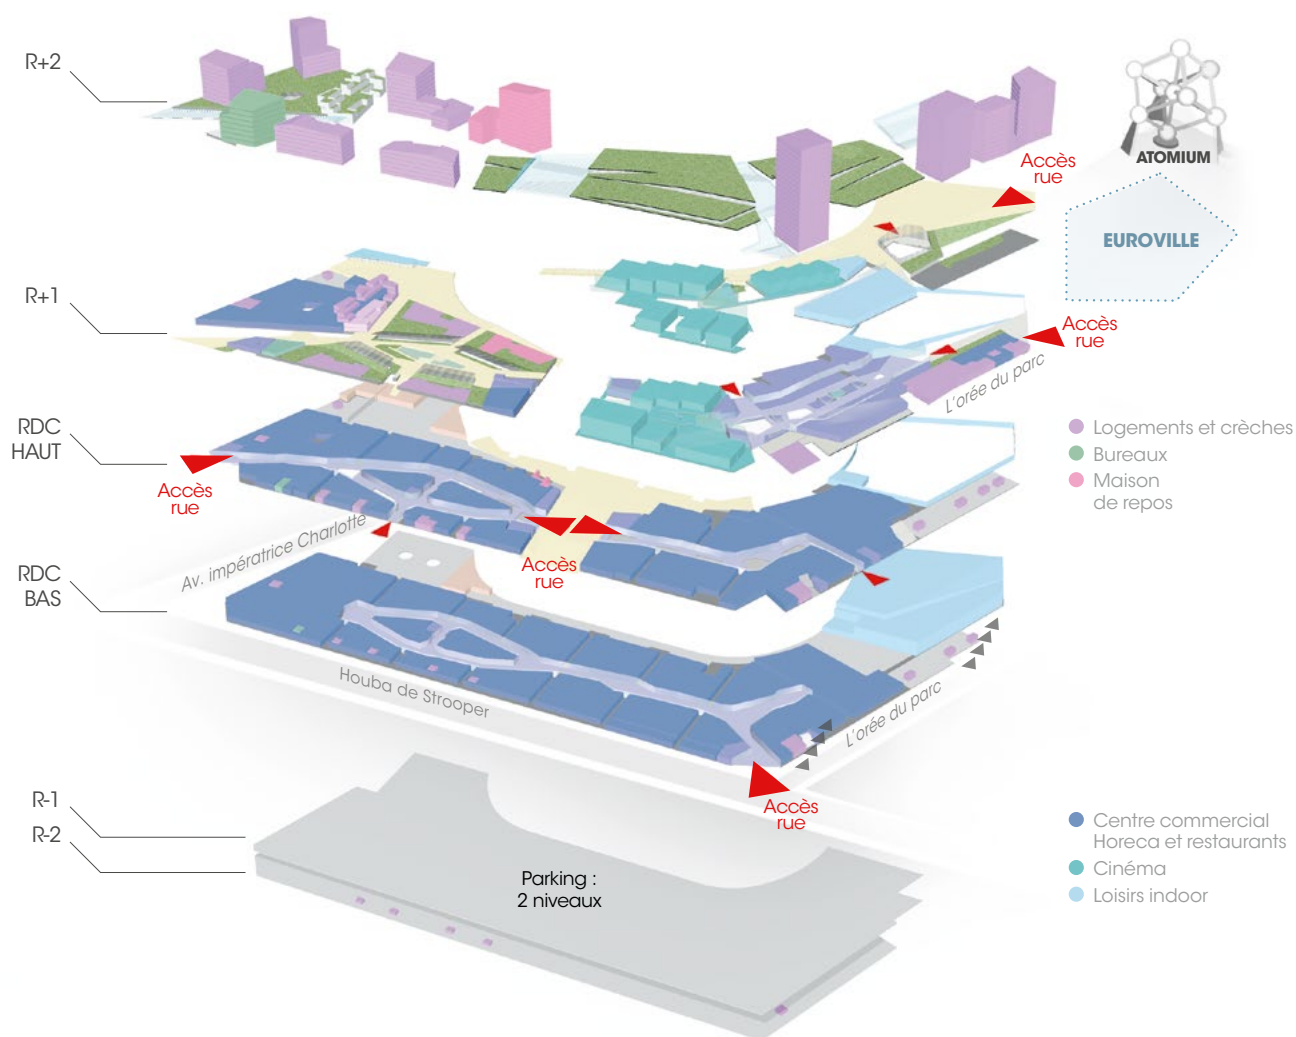 R+2
ATOMIUM
Accès
rue
EUROVILLE
R+1
Accès
rue
L'orée du parc
RDC
HAUT
Logements et crèches
Bureaux
Maison
de repos
Accès
rue
Av. impératrice Charlotte
Accès
rue
RDC
BAS
Houba de Strooper
L'orée du parc
Accès
rue
R-1
R-2
Parking :
2 niveaux
Centre commercial
Horeca et restaurants
Cinéma
Loisirs indoor